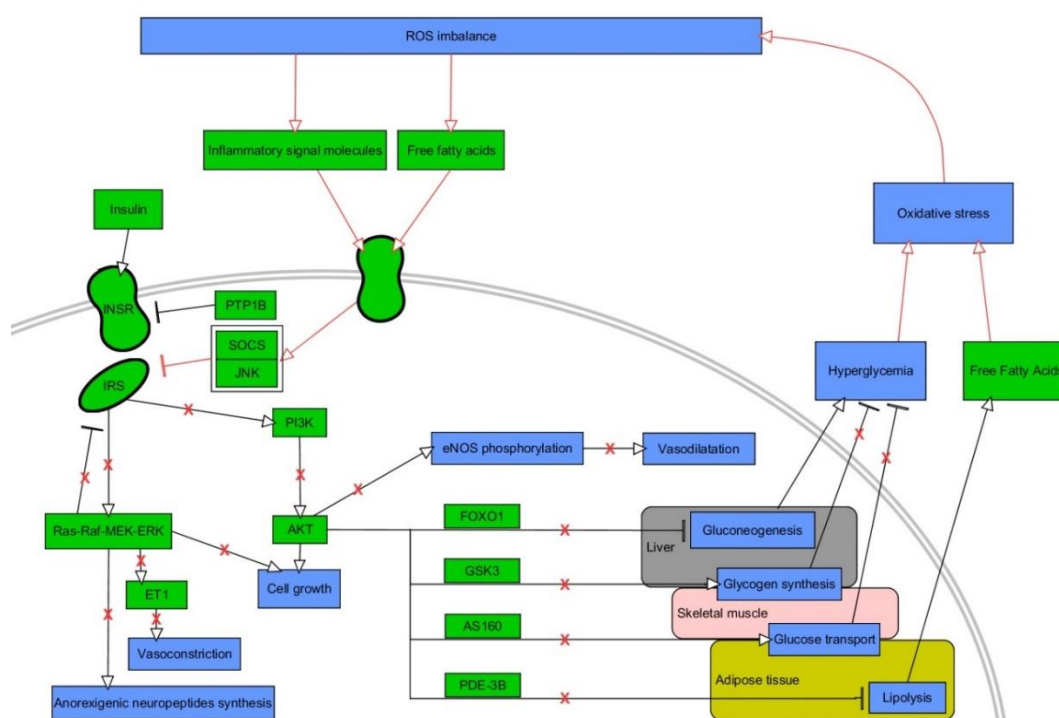 ROS imbalance
Inflammatory signal molecules
Free fatty acids
Insulin
Oxidative stress
INSR
PTP1B
SOCS
JNK
IRS
Hyperglycemia
Free Fatty Acids
PI3K
eNOS phosphorylation
Vasodilatation
Ras-Raf-MEK-ERK
AKT
FOXO1
Gluconeogenesis
Liver
ET1
Cell growth
GSK3
Glycogen synthesis
Skeletal muscle
AS160
Glucose transport
Vasoconstriction
Adipose tissue
PDE-3B
Lipolysis
Anorexigenic neuropeptides synthesis